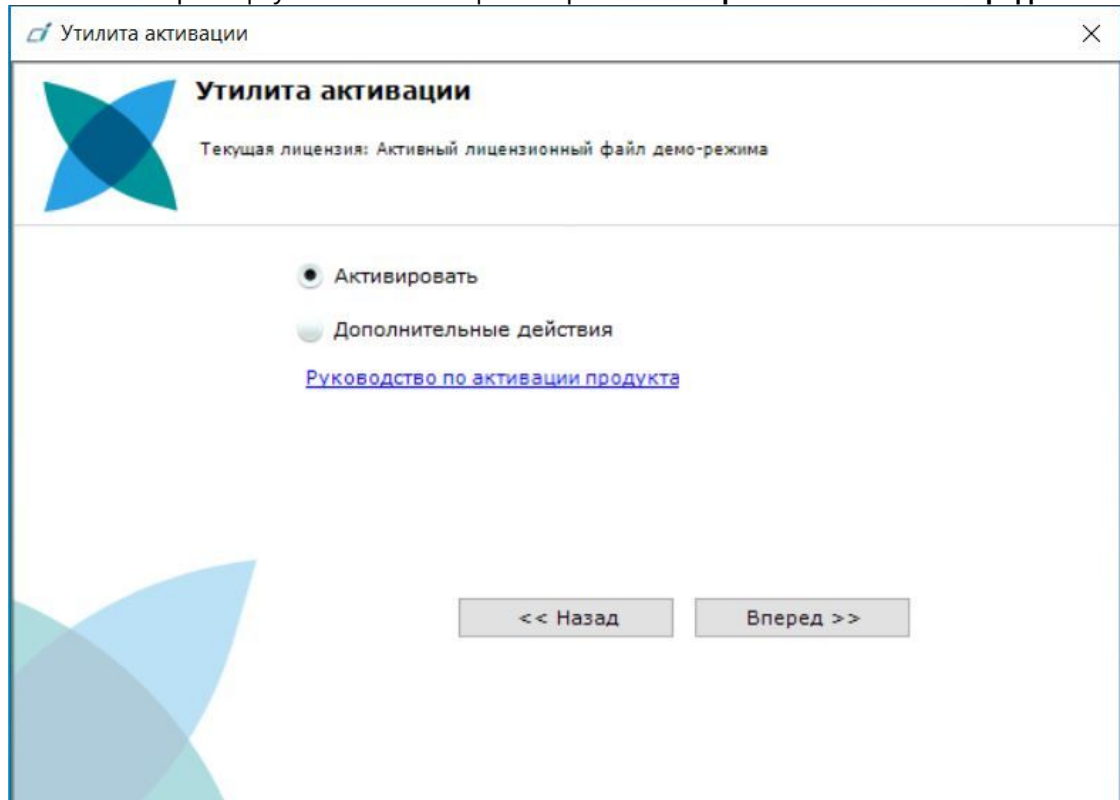 Утилита активации
Утилита активации
Текущая лицензия: Активный лицензионный файл демо-режима
Активировать
Дополнительные действия
Руководство по активации продукта
<< Назад
Вперед >>